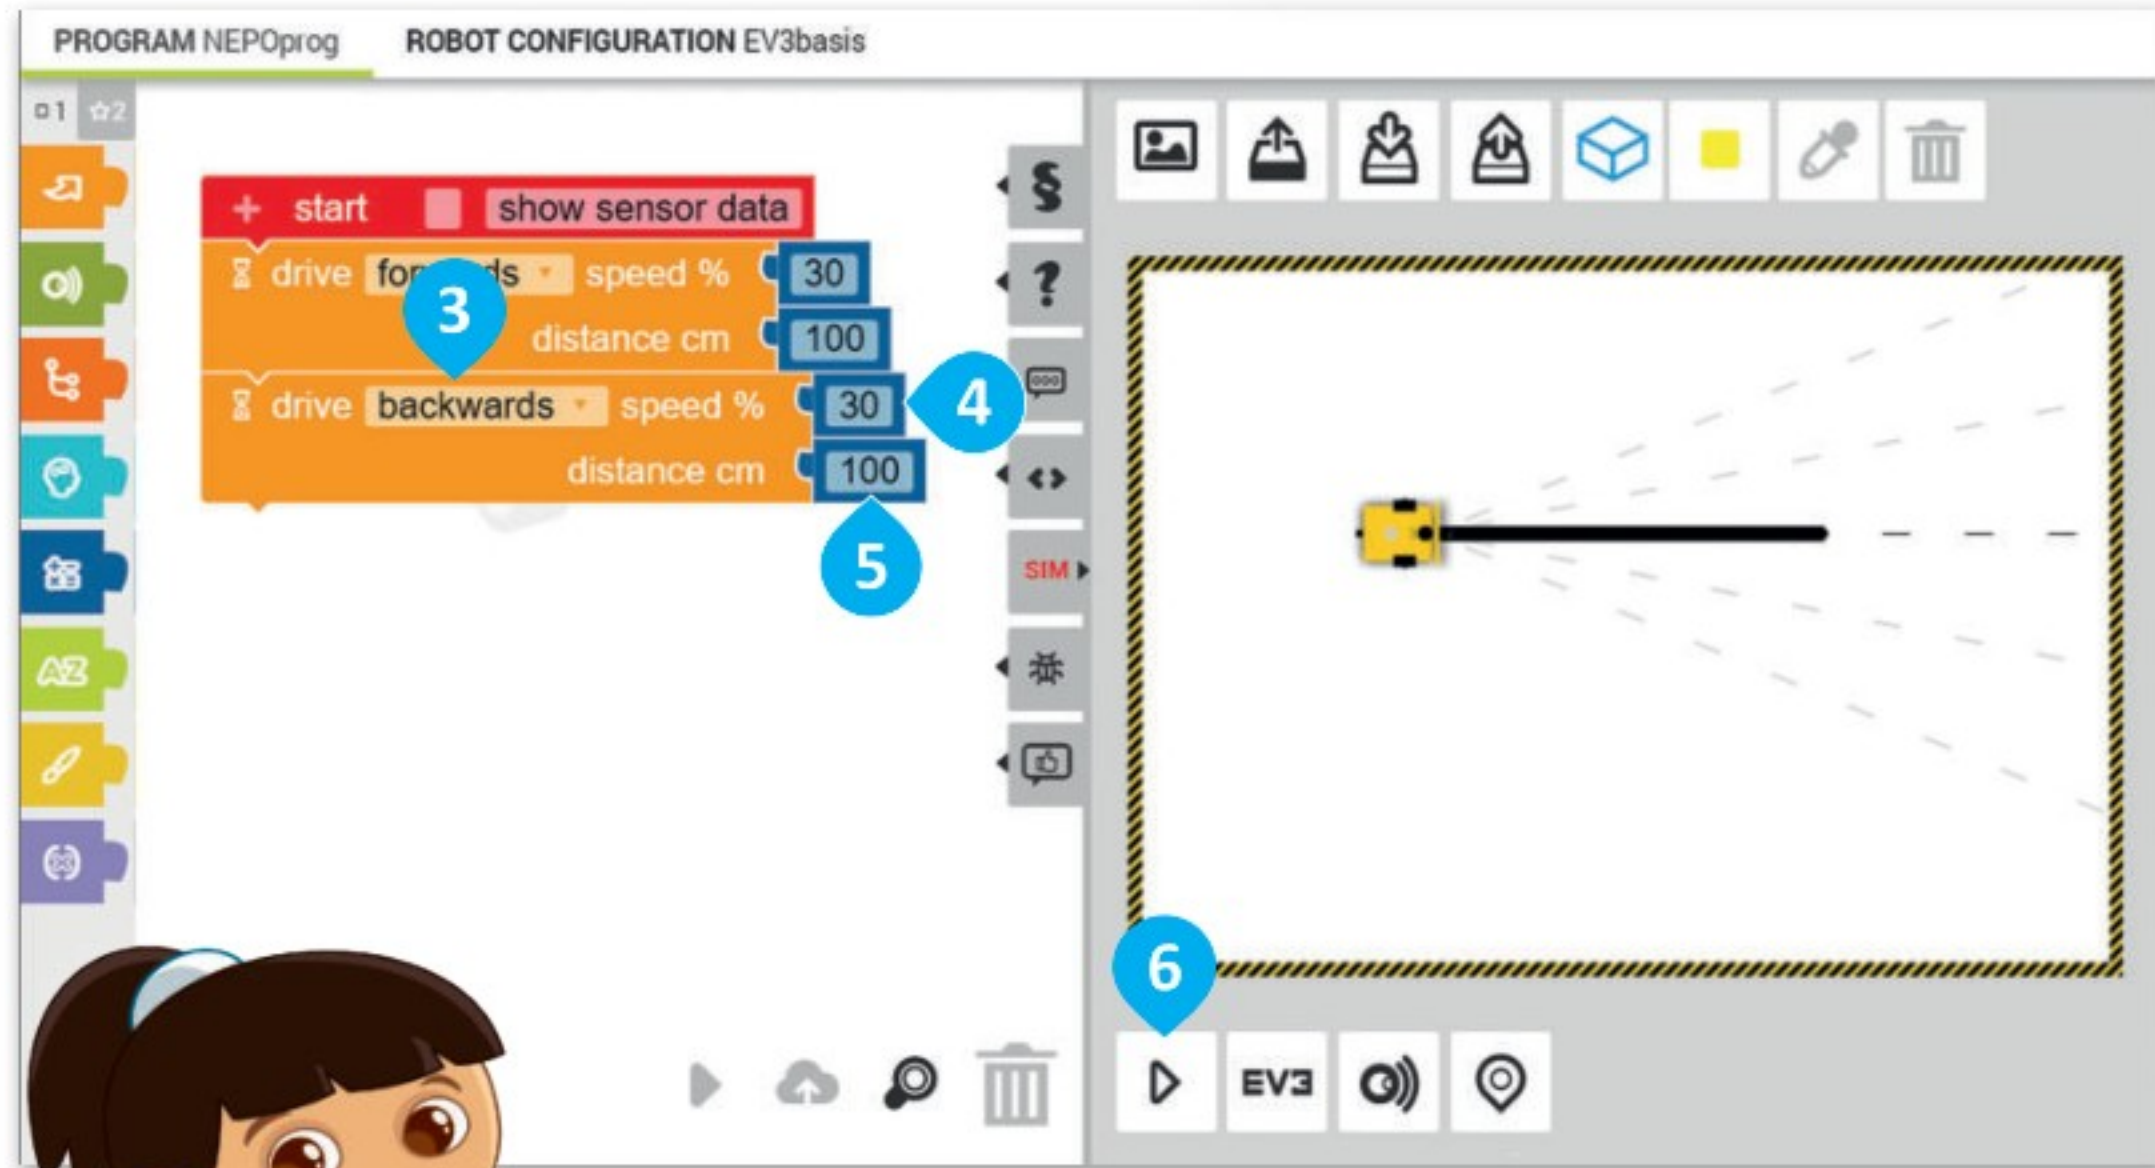 PROGRAM NEPOprog ROBOT CONFIGURATION EV3basis
1 2
+ start show sensor data
drive speed % 30
3
distance cm 100
drive backwards speed % 30
4
distance cm 100
5
SIM
AZ
6
EV3